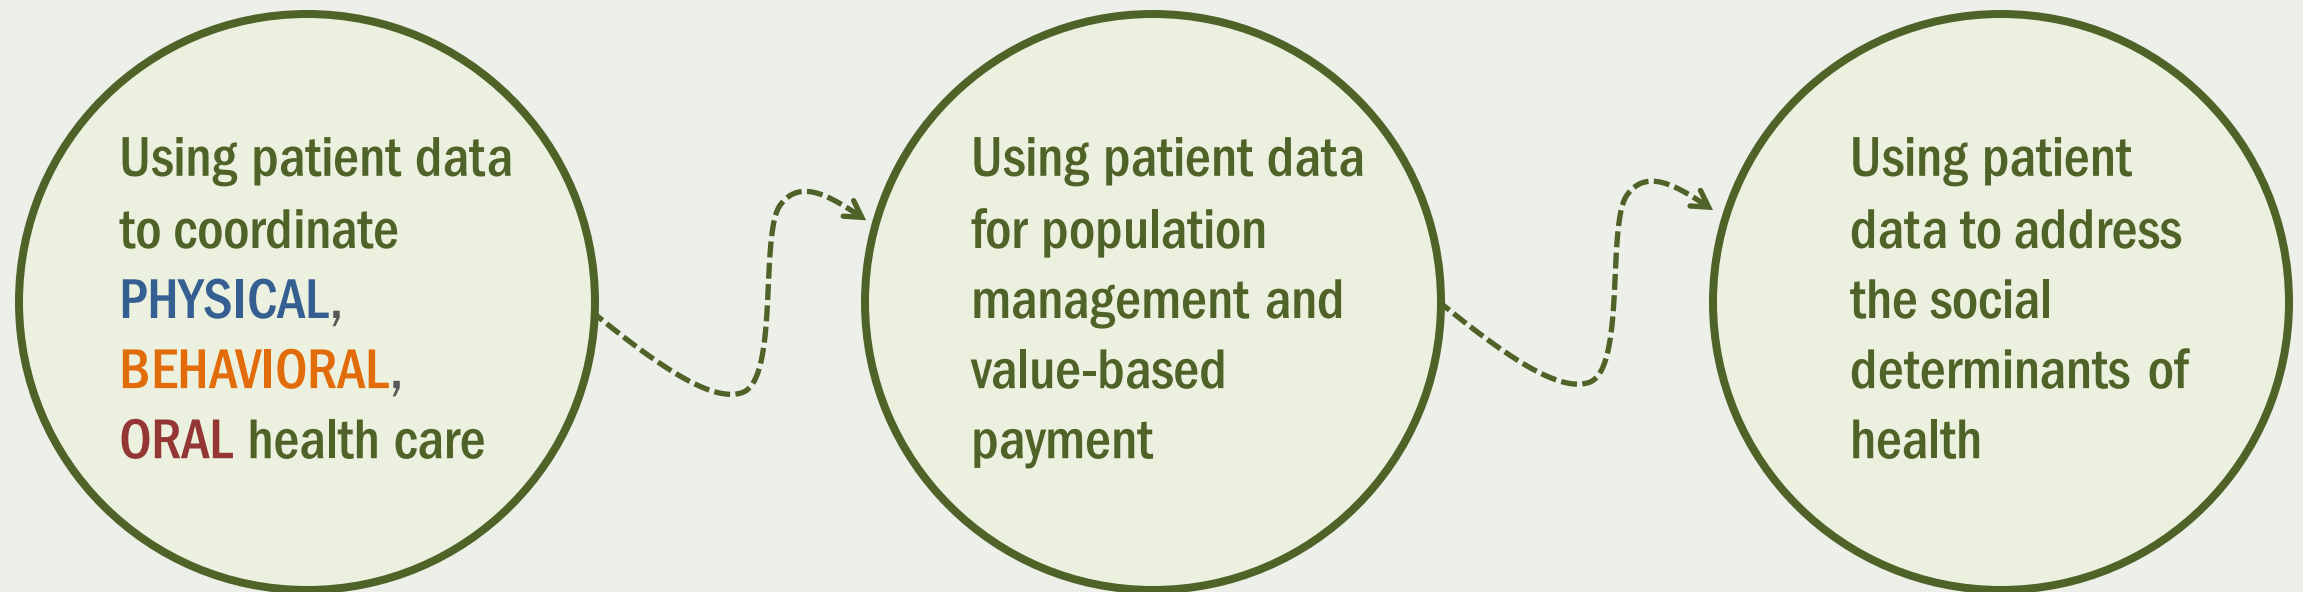 Using patient data
to coordinate
PHYSICAL,
BEHAVIORAL,
ORAL health care
Using patient data
for population
management and
value-based
payment
Using patient
data to address
the social
determinants of
health